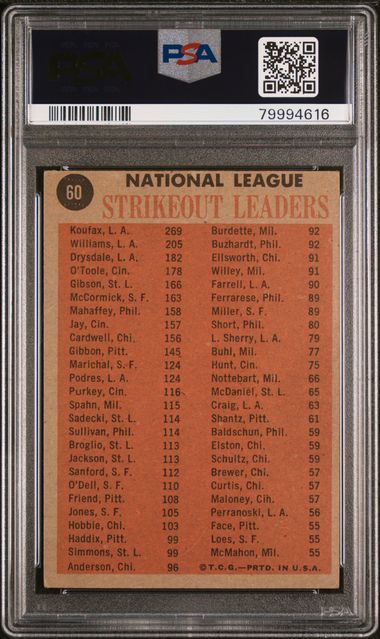 PSA
PSA
79994616
60
NATIONAL LEAGUE
STRIKEOUT LEADERS
Koufax, L. A. 269
Williams, L. A. 205
Drysdale, L. A. 182
O'Toole, Cin. 178
Gibson, St. L. 166
McCormick, S. F. 163
Mahaffey, Phil. 158
Jay, Cin. 157
Cardwell, Chi. 156
Gibbon, Pitt. 145
Marichal, S. F. 124
Podres, L. A. 124
Purkey, Cin. 116
Spahn, Mil. 115
Sadecki, St. L. 114
Sullivan, Phil. 114
Broglio, St. L. 113
Jackson, St. L. 113
Sanford, S. F. 112
O'Dell, S. F. 110
Friend, Pitt. 108
Jones, S. F. 105
Hobbie, Chi. 103
Haddix, Pitt. 99
Simmons, St. L. 99
Anderson, Chi. 96
Burdette, Mil. 92
Buzhardt, Phil. 92
Ellsworth, Chi. 91
Willey, Mil. 91
Farrell, L. A. 90
Ferrarese, Phil. 89
Miller, S. F. 89
Short, Phil. 80
L. Sherry, L. A. 79
Buhl, Mil. 77
Hunt, Cin. 75
Nottebart, Mil. 66
McDaniel, St. L. 65
Craig, L. A. 63
Shantz, Pitt. 61
Baldschun, Phil. 59
Elston, Chi. 59
Schultz, Chi. 59
Brewer, Chi. 57
Curtis, Chi. 57
Maloney, Cin. 57
Perranoski, L. A. 56
Face, Pitt. 55
Loes, S. F. 55
McMahon, Mil. 55
© T. C. G. — PRTD. IN U. S. A.
PSA